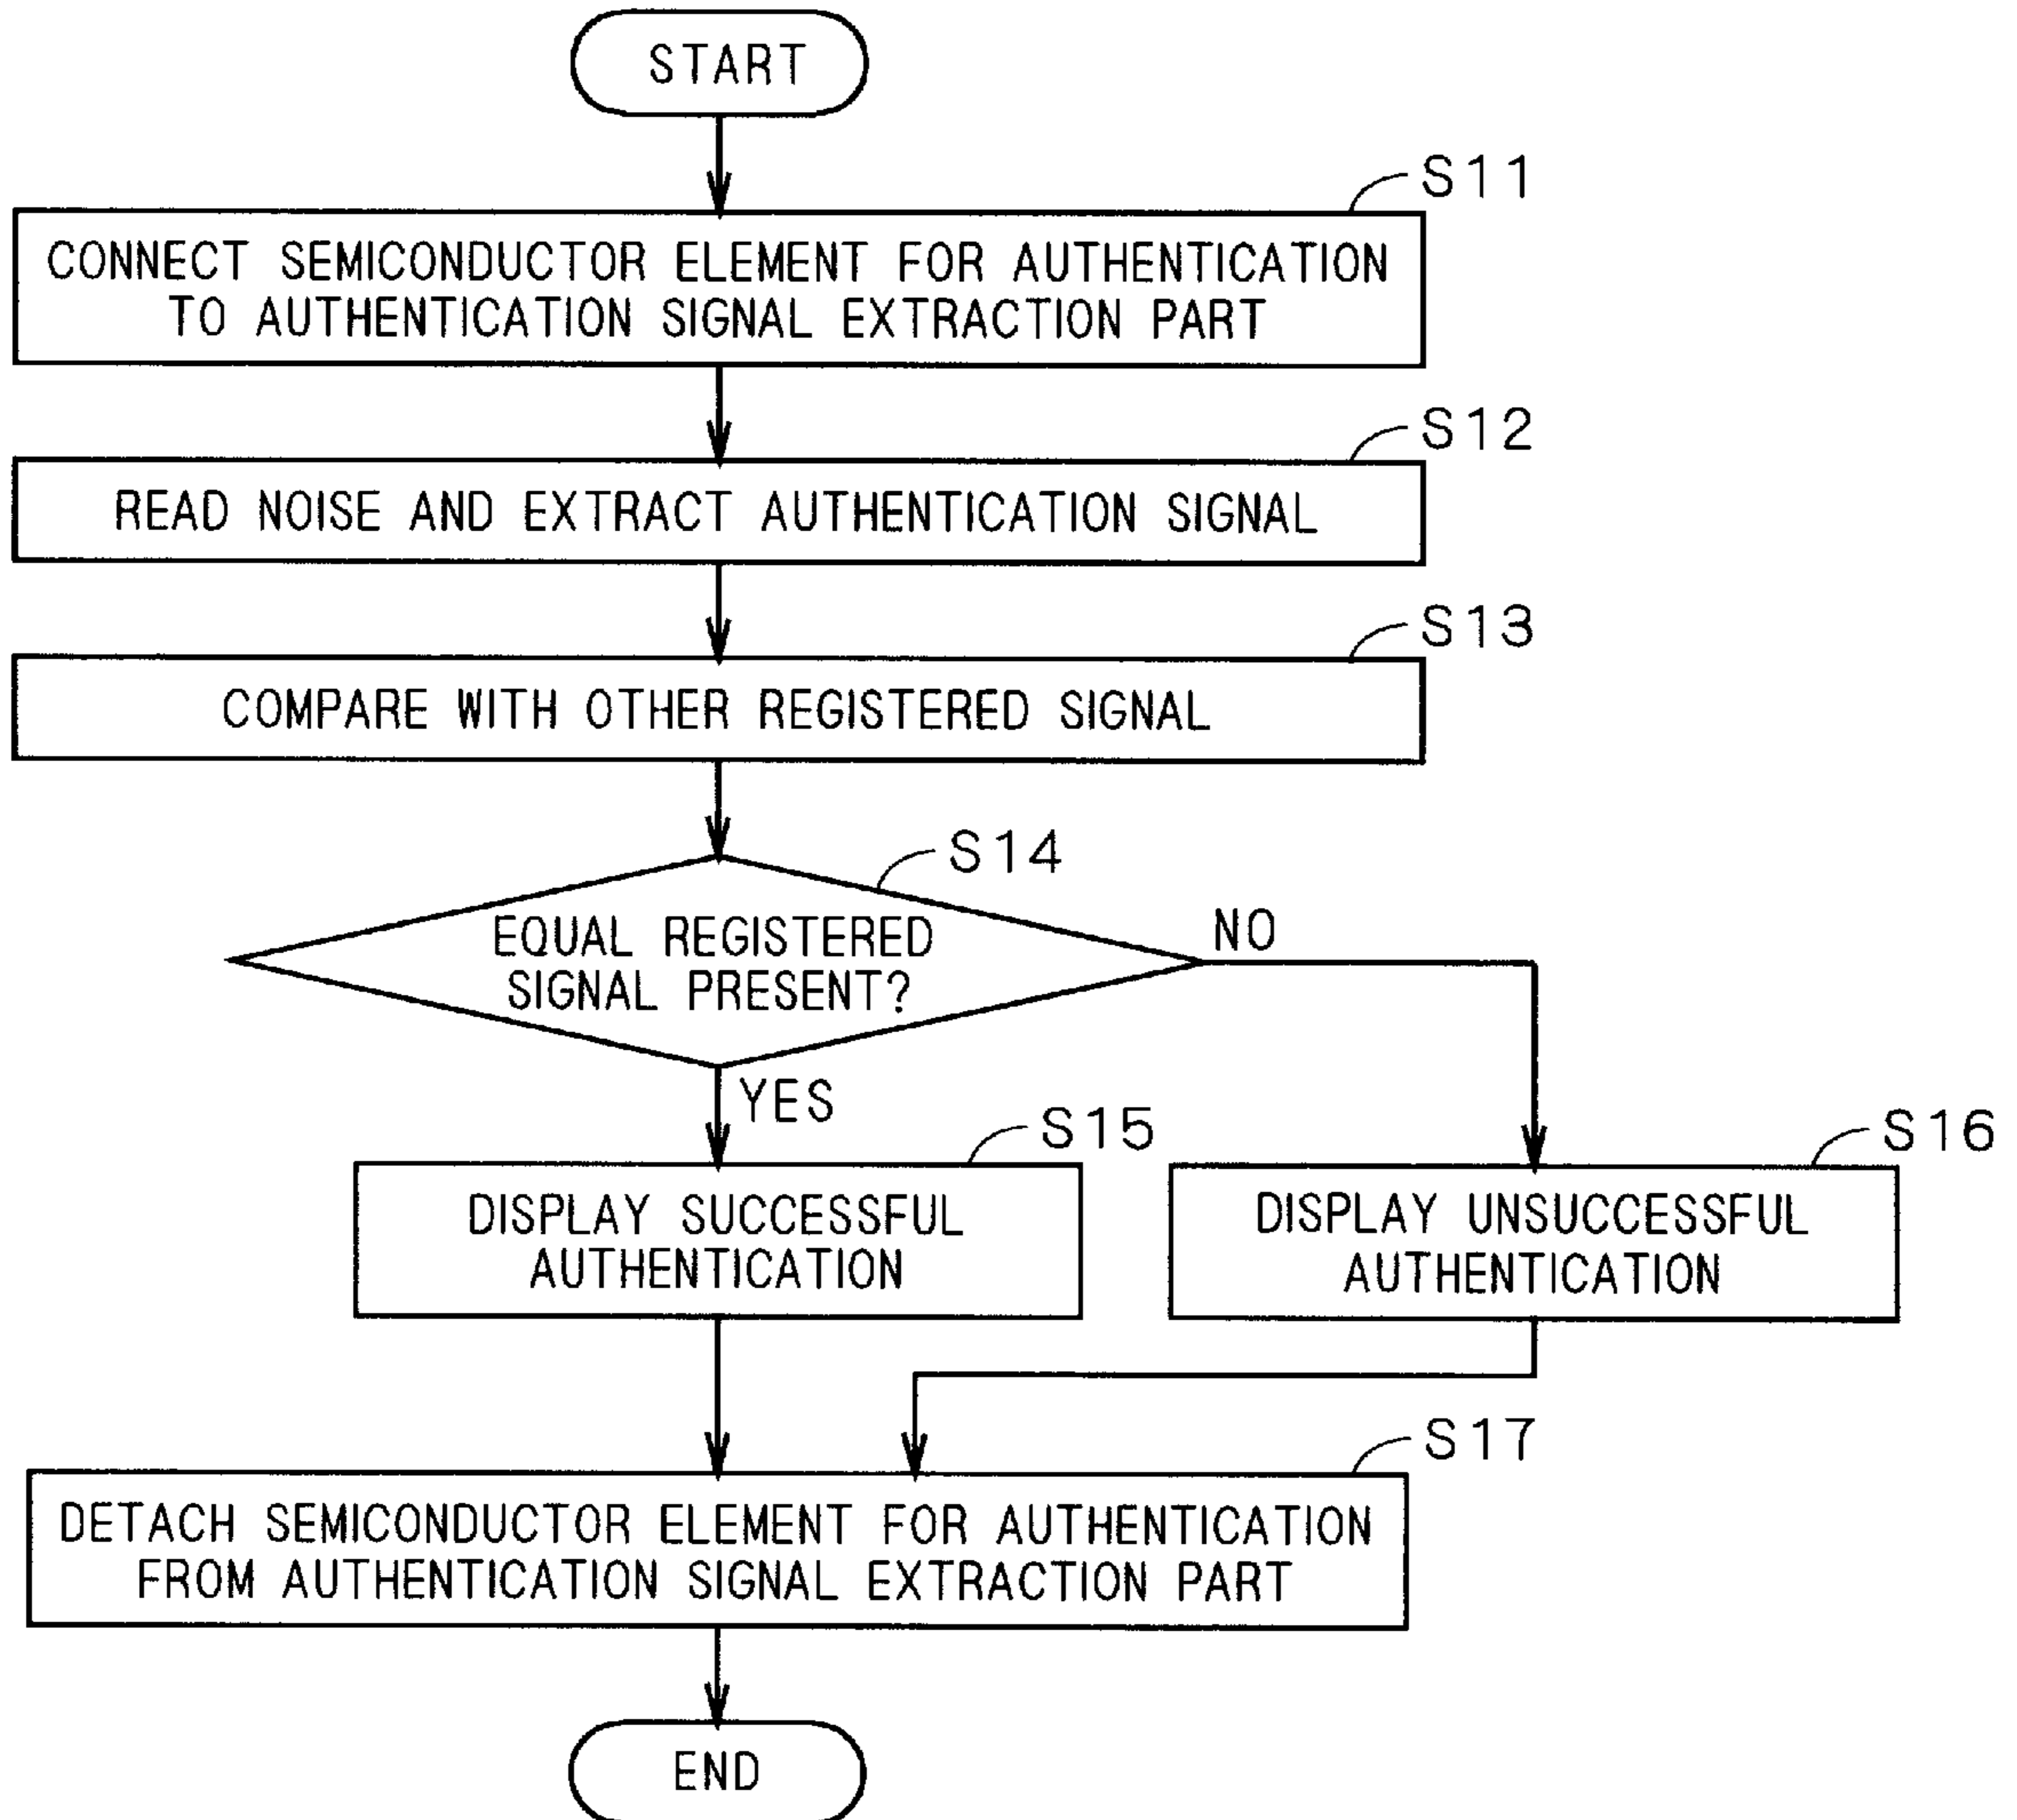 START
S11
CONNECT SEMICONDUCTOR ELEMENT FOR AUTHENTICATION
TO AUTHENTICATION SIGNAL EXTRACTION PART
S12
READ NOISE AND EXTRACT AUTHENTICATION SIGNAL
S13
COMPARE WITH OTHER REGISTERED SIGNAL
S14
EQUAL REGISTERED
SIGNAL PRESENT?
NO
YES
S15
DISPLAY SUCCESSFUL
AUTHENTICATION
S16
DISPLAY UNSUCCESSFUL
AUTHENTICATION
S17
DETACH SEMICONDUCTOR ELEMENT FOR AUTHENTICATION
FROM AUTHENTICATION SIGNAL EXTRACTION PART
END